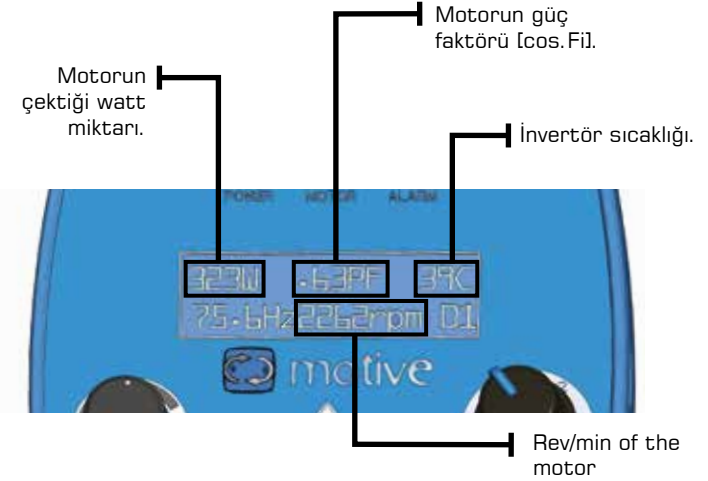 Motorun güç
faktörü [cos.Fi].
Motorun
çektiği watt
miktarı.
İnvertör sıcaklığı.
POWER MOTOR ALARM
323W .63PF 39C
75.6Hz 2262rpm D1
motive
Rev/min of the
motor